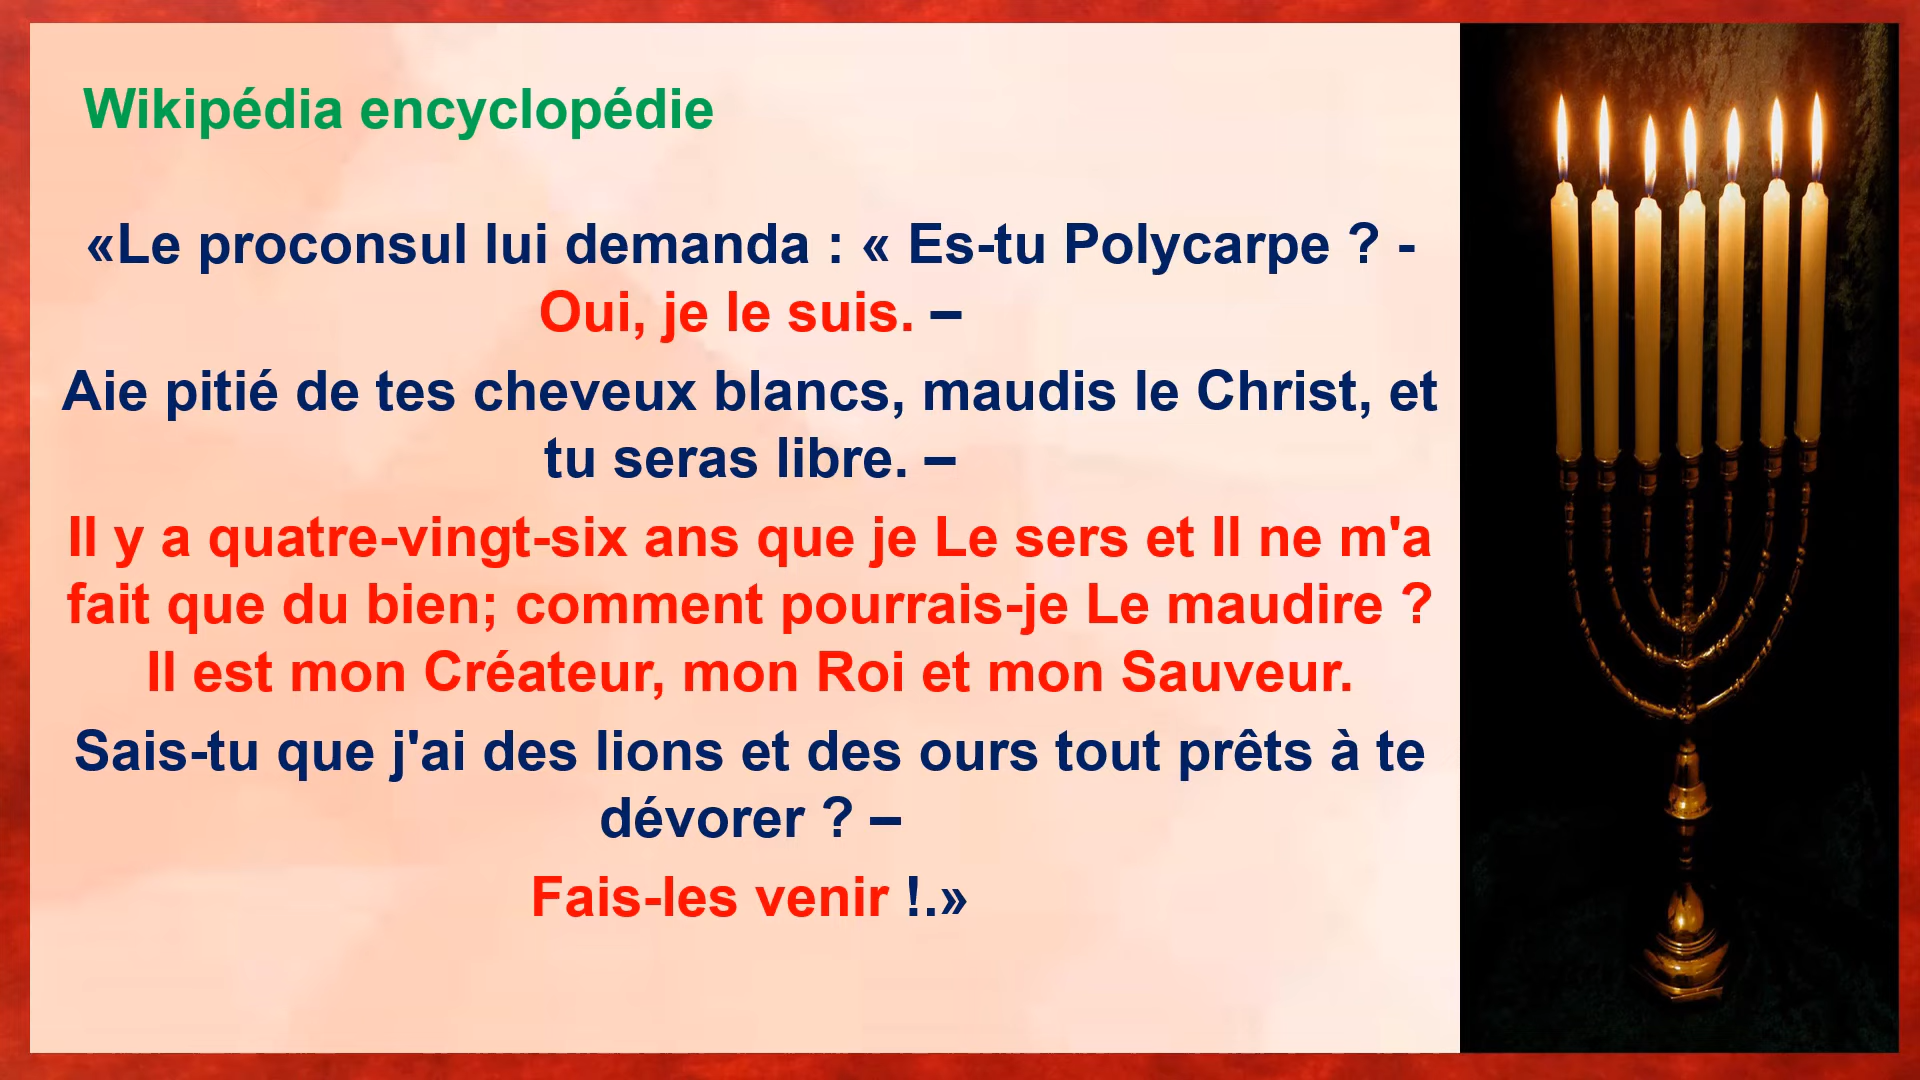 Wikipédia encyclopédie
«Le proconsul lui demanda : « Es-tu Polycarpe ? -
Oui, je le suis. –
Aie pitié de tes cheveux blancs, maudis le Christ, et
tu seras libre. –
Il y a quatre-vingt-six ans que je Le sers et Il ne m'a
fait que du bien; comment pourrais-je Le maudire ?
Il est mon Créateur, mon Roi et mon Sauveur.
Sais-tu que j'ai des lions et des ours tout prêts à te
dévorer ? –
Fais-les venir !.»